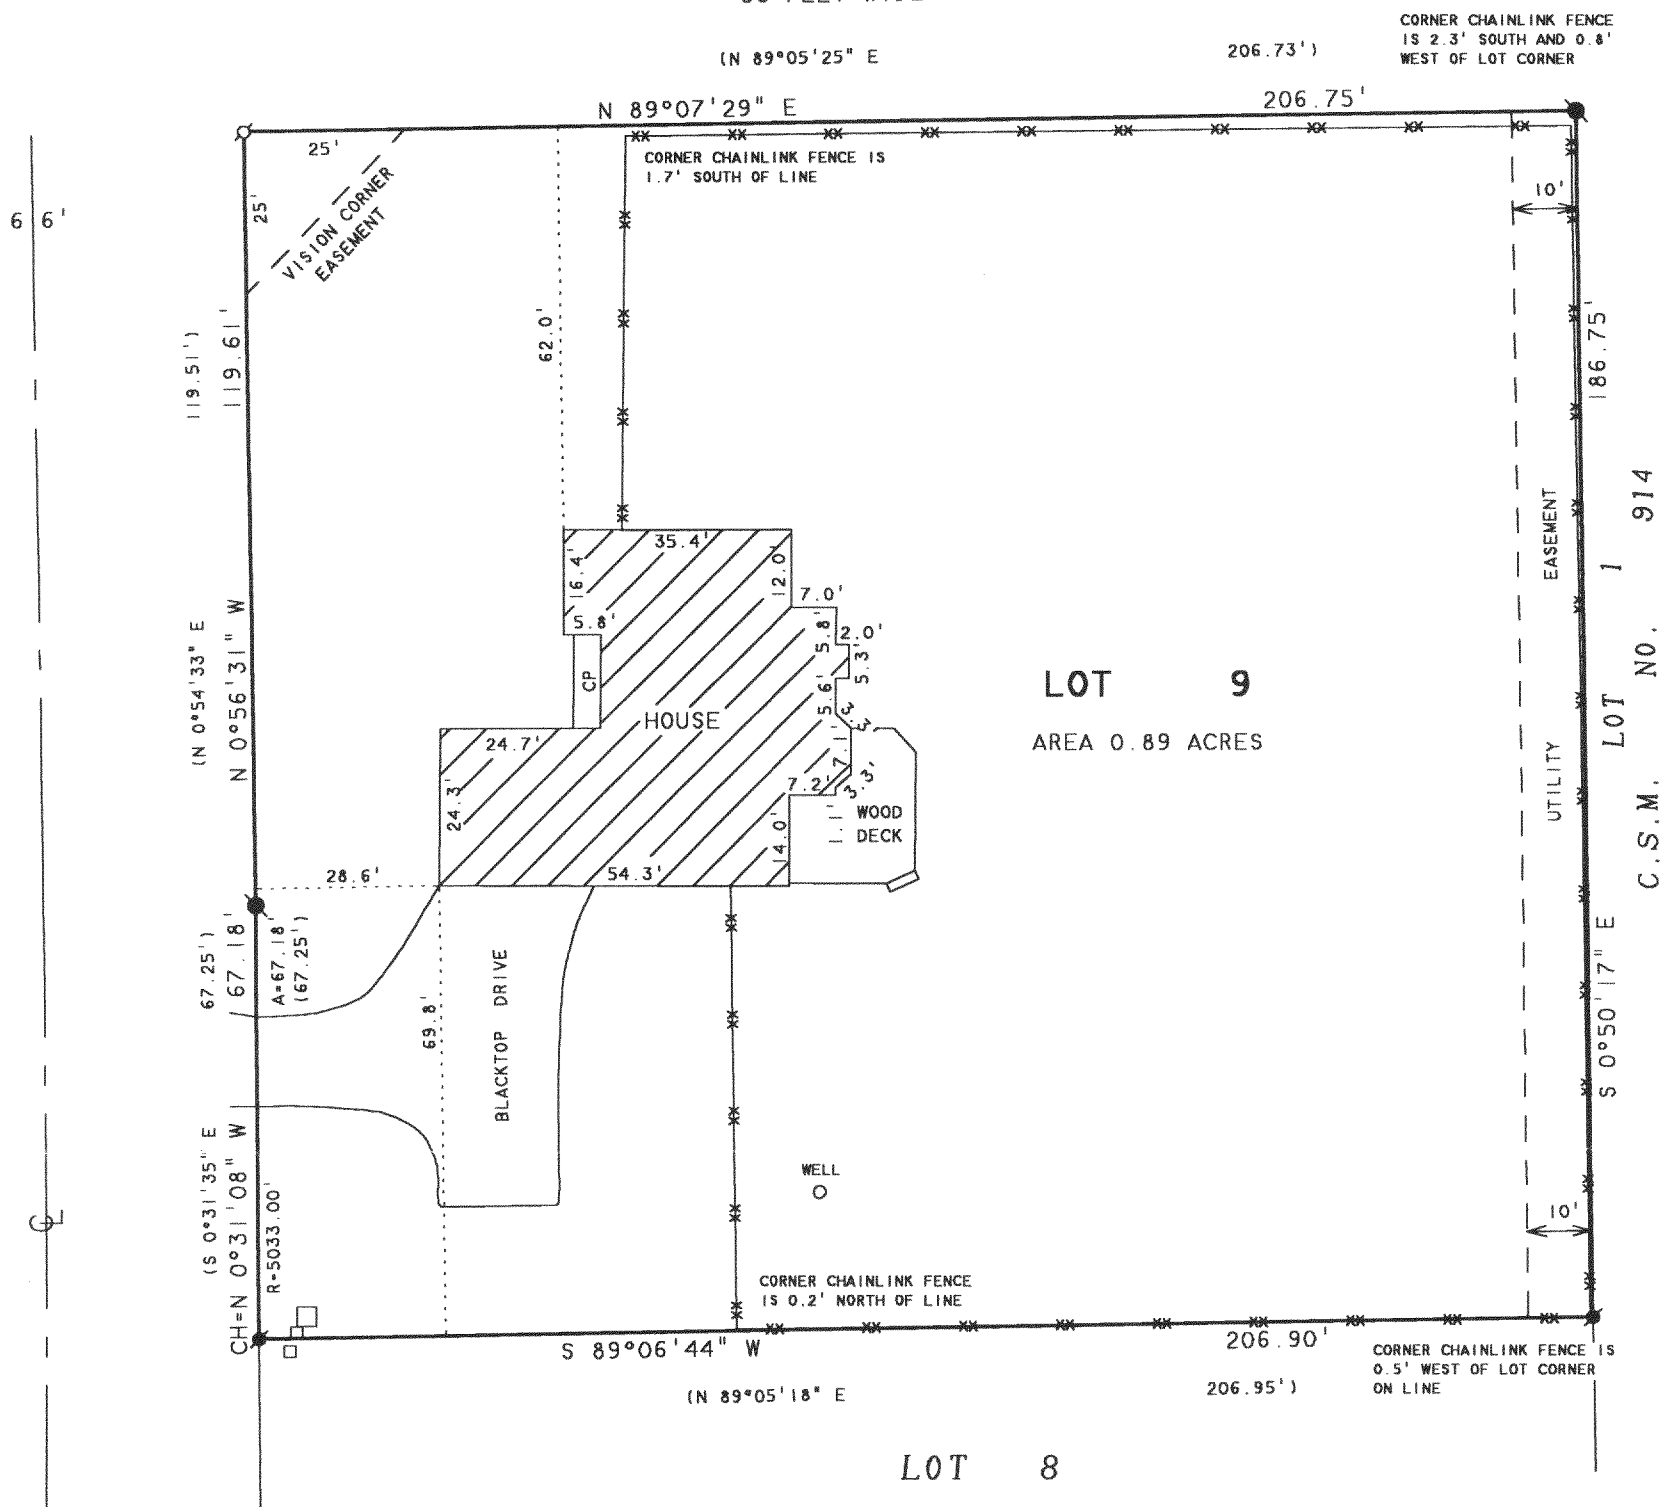 CORNER CHAINLINK FENCE
IS 2.3' SOUTH AND 0.8'
WEST OF LOT CORNER
(N 89°05'25" E 206.73')
N 89°07'29" E 206.75'
25'
CORNER CHAINLINK FENCE IS
1.7' SOUTH OF LINE
25'
VISION CORNER
EASEMENT
66'
10'
62.0'
119.51')
119.61'
186.75'
(N 0°54'33" E
N 0°56'31" W
35.4'
16.4'
12.0'
5.8'
7.0'
5.8'
2.0'
5.3'
5.6'
3.3'
CP
HOUSE
24.7'
7.1'
7.2'
3.3'
24.3'
14.0'
54.3'
WOOD
DECK
LOT 9
AREA 0.89 ACRES
UTILITY EASEMENT
C.S.M. LOT NO. 1 914
28.6'
67.25')
67.18'
A=67.18'
(67.25')
69.8'
BLACKTOP DRIVE
S 0°50'17" E
(S 0°31'35" E
CH=N 0°31'08" W
R=5033.00'
WELL
10'
CORNER CHAINLINK FENCE
IS 0.2' NORTH OF LINE
S 89°06'44" W 206.90'
CORNER CHAINLINK FENCE IS
0.5' WEST OF LOT CORNER
ON LINE
(N 89°05'18" E 206.95')
LOT 8